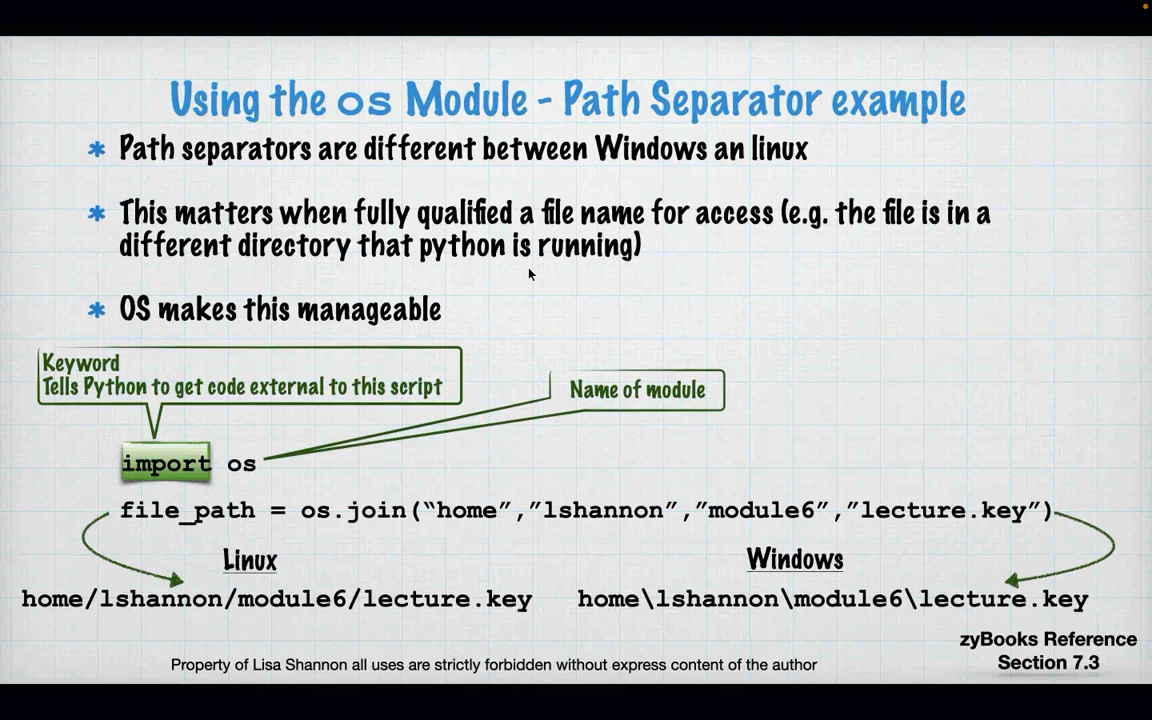 Using the os Module - Path Separator example
* Path separators are different between Windows an linux
* This matters when fully qualified a file name for access (e.g. the file is in a
different directory that python is running)
* OS makes this manageable
Keyword
Tells Python to get code external to this script
Name of module
import os
file_path = os.join(“home”,”lshannon”,”module6”,”lecture.key”)
Linux
Windows
home/lshannon/module6/lecture.key
home\lshannon\module6\lecture.key
zyBooks Reference
Section 7.3
Property of Lisa Shannon all uses are strictly forbidden without express content of the author